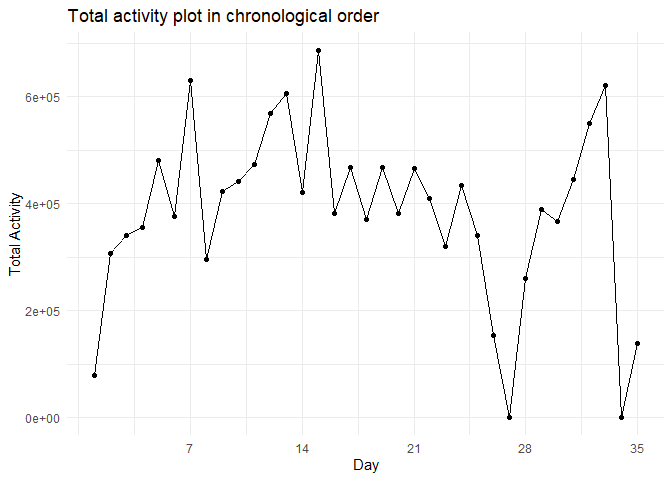 Total activity plot in chronological order
Total Activity
6e+05
4e+05
2e+05
0e+00
7 14 21 28 35
Day